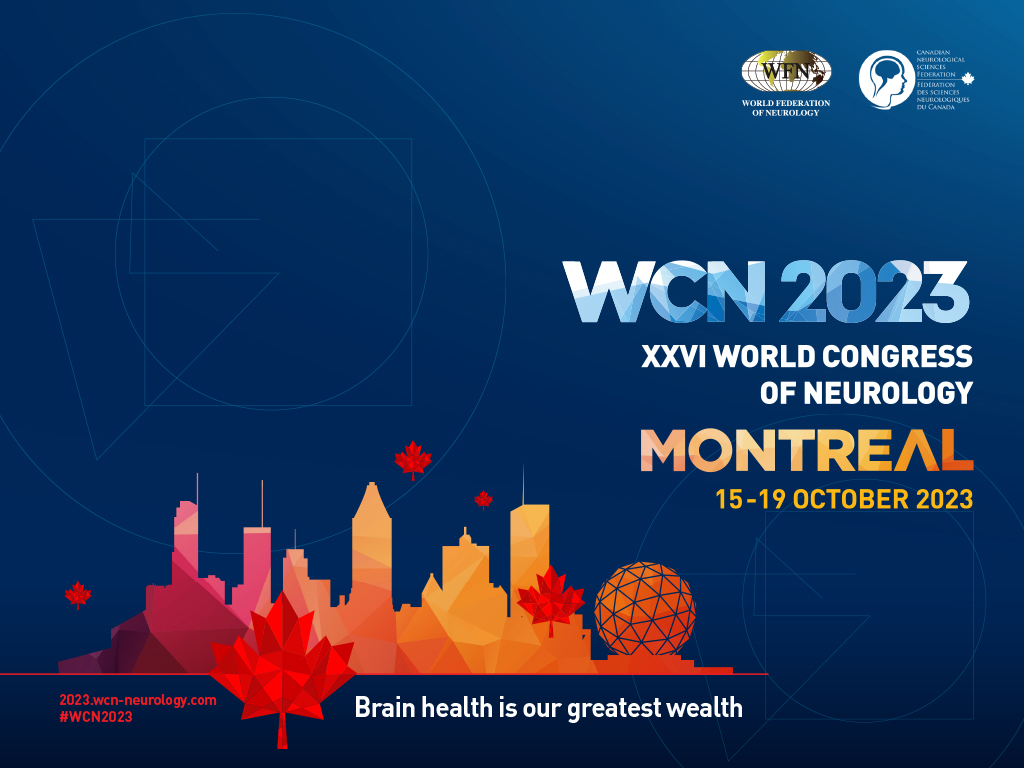 WFN
WORLD FEDERATION
OF NEUROLOGY
CANADIAN
NEUROLOGICAL
SCIENCES
FEDERATION
FÉDÉRATION
DES SCIENCES
NEUROLOGIQUES
DU CANADA
WCN 2023
XXVI WORLD CONGRESS
OF NEUROLOGY
MONTREAL
15-19 OCTOBER 2023
2023.wcn-neurology.com
#WCN2023
Brain health is our greatest wealth